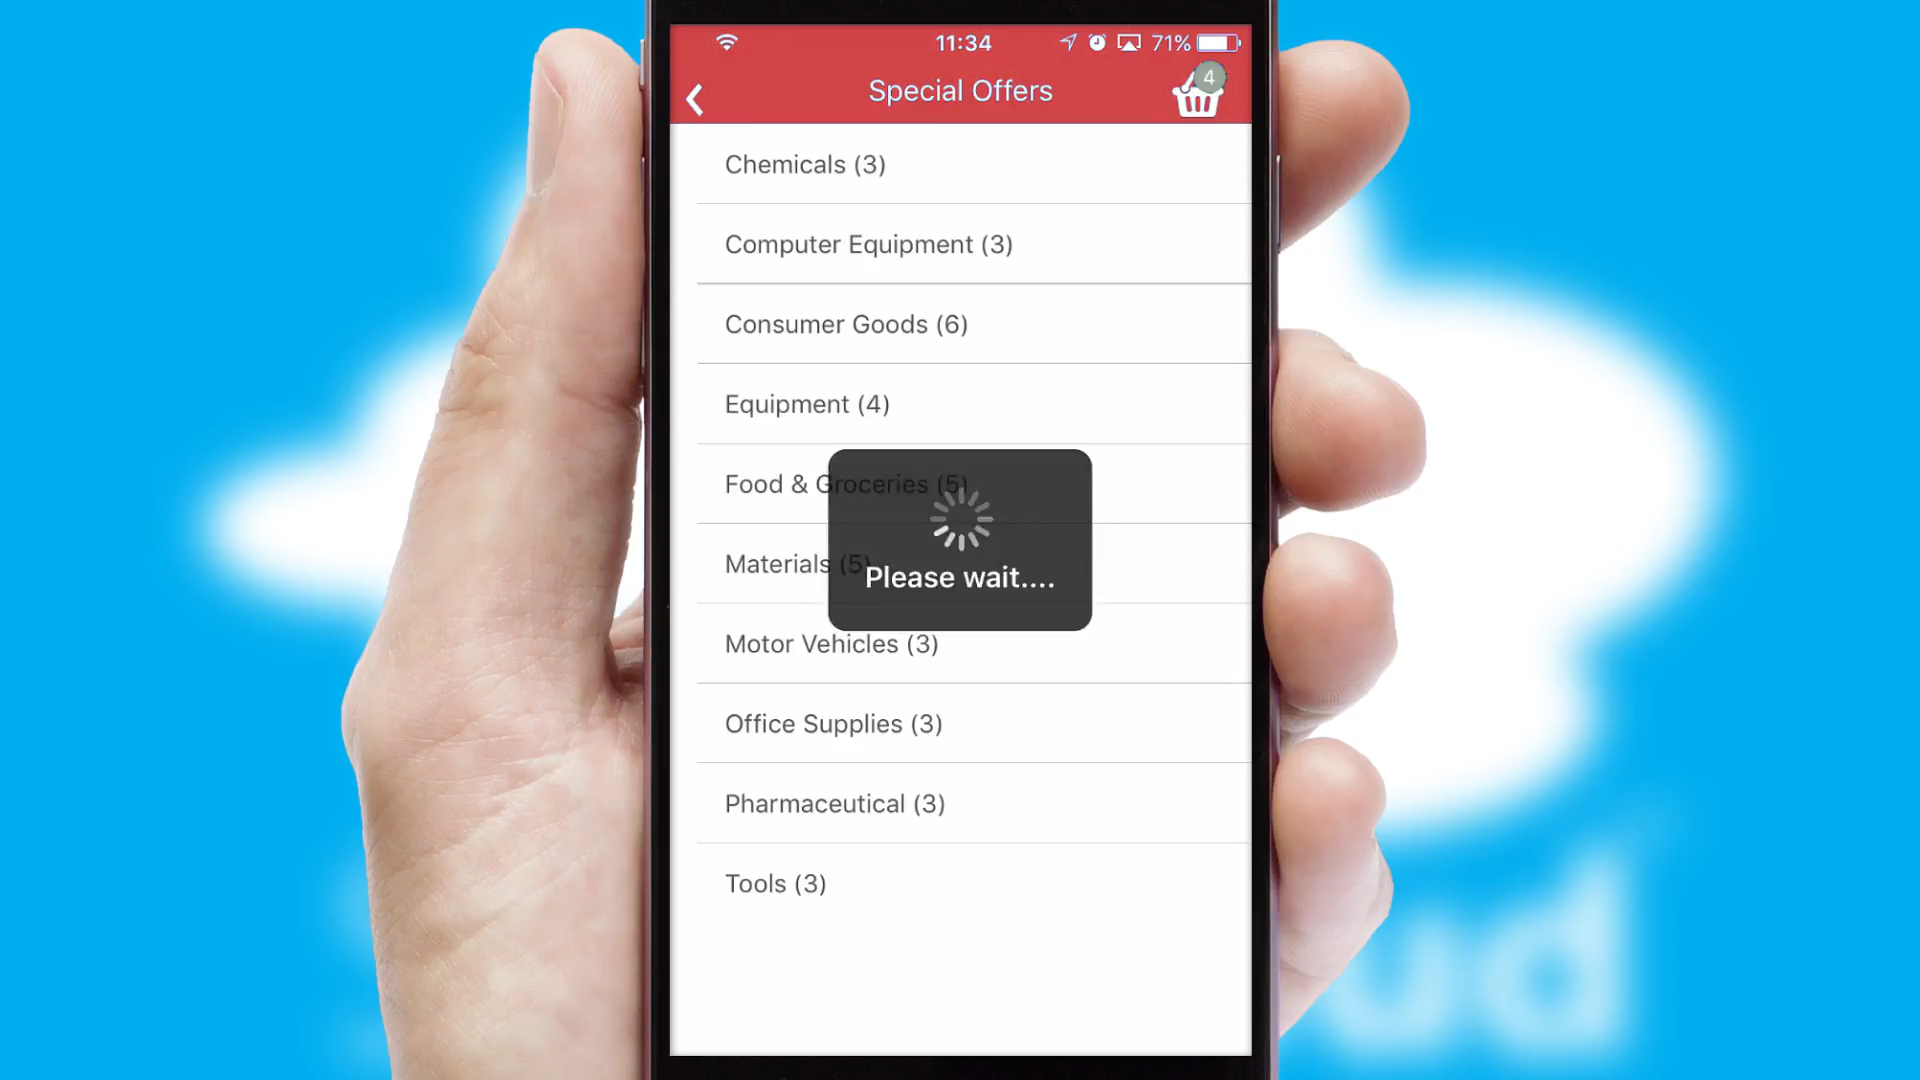 11:34
71%
Special Offers
4
Chemicals (3)
Computer Equipment (3)
Consumer Goods (6)
Equipment (4)
Food & Groceries (5)
Materials (5)
Please wait....
Motor Vehicles (3)
Office Supplies (3)
Pharmaceutical (3)
Tools (3)